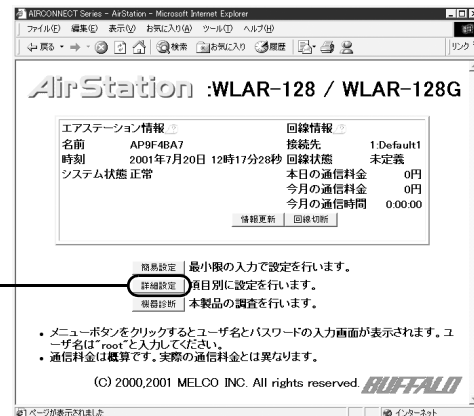 AIRCONNECT Series - AirStation - Microsoft Internet Explorer
ファイル(F) 編集(E) 表示(V) お気に入り(A) ツール(T) ヘルプ(H)
戻る 検索 お気に入り 履歴 リンク
AirStation :WLAR-128 / WLAR-128G
エアステーション情報 ? 回線情報 ?
名前 AP9F4BA7 接続先 1:Default1
時刻 2001年7月20日 12時17分28秒 回線状態 未定義
システム状態 正常 本日の通信料金 0円
今月の通信料金 0円
今月の通信時間 0:00:00
情報更新 回線切断
簡易設定 最小限の入力で設定を行います。
詳細設定 項目別に設定を行います。
機器診断 本製品の調査を行います。
・ メニューボタンをクリックするとユーザ名とパスワードの入力画面が表示されます。ユ
ーザ名は"root"と入力してください。
・ 通信料金は概算です。実際の通信料金とは異なります。
(C) 2000,2001 MELCO INC. All rights reserved. BUFFALO
ページが表示されました インターネット